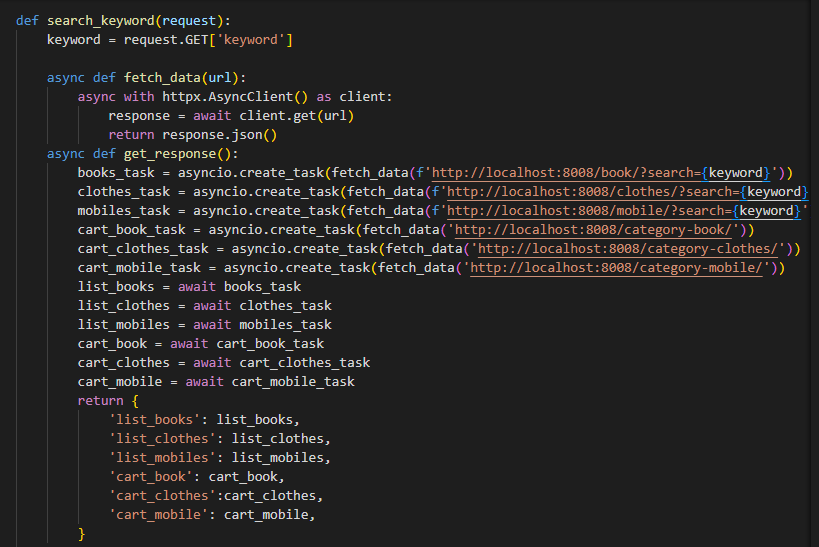 def search_keyword(request):
    keyword = request.GET['keyword']

    async def fetch_data(url):
        async with httpx.AsyncClient() as client:
            response = await client.get(url)
            return response.json()
    async def get_response():
        books_task = asyncio.create_task(fetch_data(f'http://localhost:8008/book/?search={keyword}'))
        clothes_task = asyncio.create_task(fetch_data(f'http://localhost:8008/clothes/?search={keyword}
        mobiles_task = asyncio.create_task(fetch_data(f'http://localhost:8008/mobile/?search={keyword}'
        cart_book_task = asyncio.create_task(fetch_data('http://localhost:8008/category-book/'))
        cart_clothes_task = asyncio.create_task(fetch_data('http://localhost:8008/category-clothes/'))
        cart_mobile_task = asyncio.create_task(fetch_data('http://localhost:8008/category-mobile/'))
        list_books = await books_task
        list_clothes = await clothes_task
        list_mobiles = await mobiles_task
        cart_book = await cart_book_task
        cart_clothes = await cart_clothes_task
        cart_mobile = await cart_mobile_task
        return {
            'list_books': list_books,
            'list_clothes': list_clothes,
            'list_mobiles': list_mobiles,
            'cart_book': cart_book,
            'cart_clothes':cart_clothes,
            'cart_mobile': cart_mobile,
        }